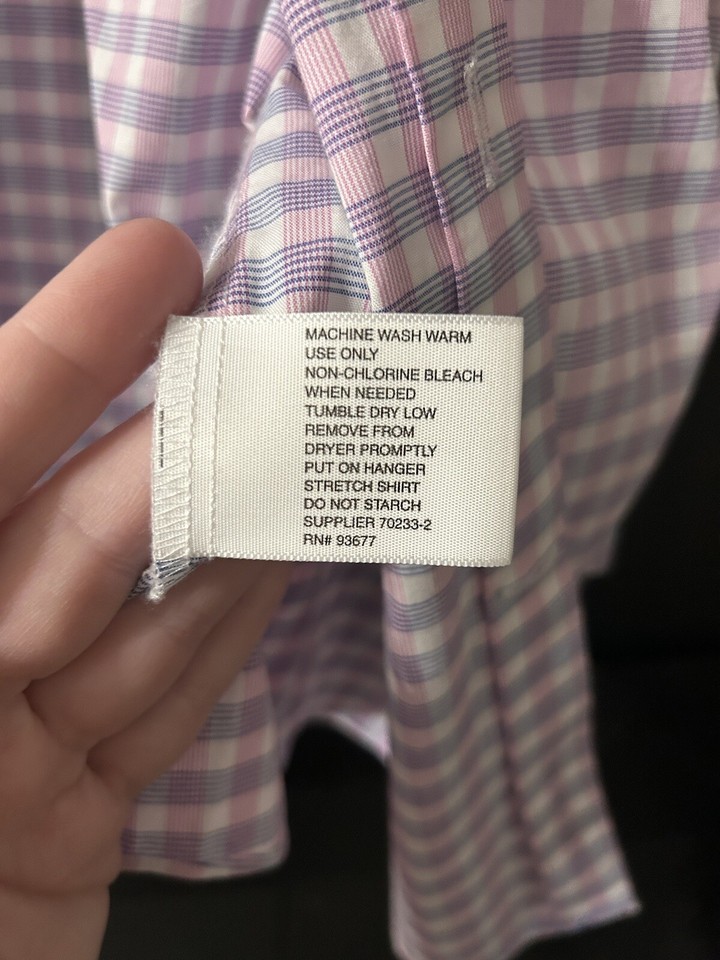 MACHINE WASH WARM
USE ONLY
NON-CHLORINE BLEACH
WHEN NEEDED
TUMBLE DRY LOW
REMOVE FROM
DRYER PROMPTLY
PUT ON HANGER
STRETCH SHIRT
DO NOT STARCH
SUPPLIER 70233-2
RN# 93677